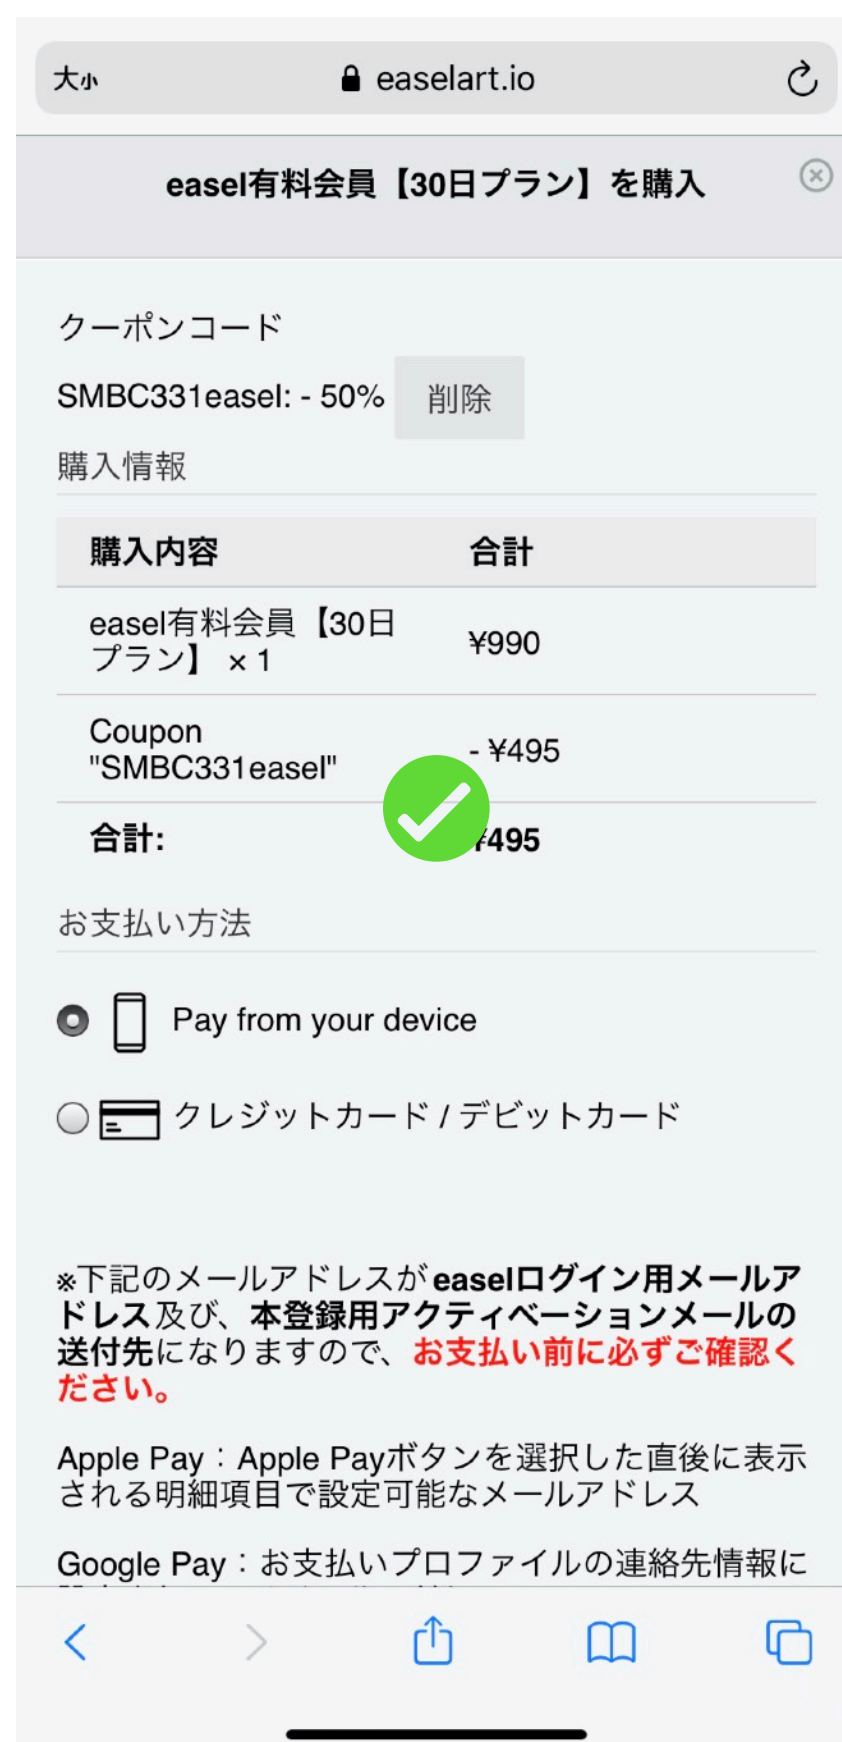 大小 easelart.io
easel有料会員【30日プラン】を購入
クーポンコード
SMBC331easel: - 50% 削除
購入情報
購入内容 合計
easel有料会員【30日 ¥990
プラン】 × 1
Coupon - ¥495
"SMBC331easel"
合計: ¥495
お支払い方法
Pay from your device
クレジットカード / デビットカード
※下記のメールアドレスがeaselログイン用メールア
ドレス及び、本登録用アクティベーションメールの
送付先になりますので、お支払い前に必ずご確認く
ださい。
Apple Pay：Apple Payボタンを選択した直後に表示
される明細項目で設定可能なメールアドレス
Google Pay：お支払いプロファイルの連絡先情報に